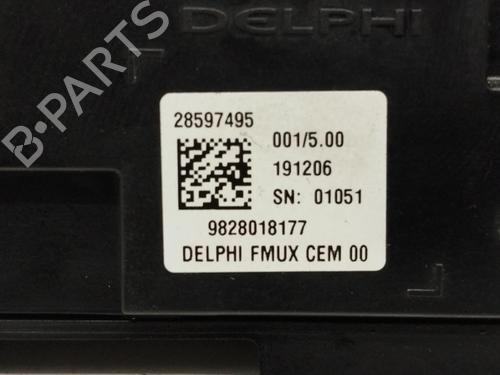 DELPHI
B-PARTS
28597495
001/5.00
191206
SN: 01051
9828018177
DELPHI FMUX CEM 00